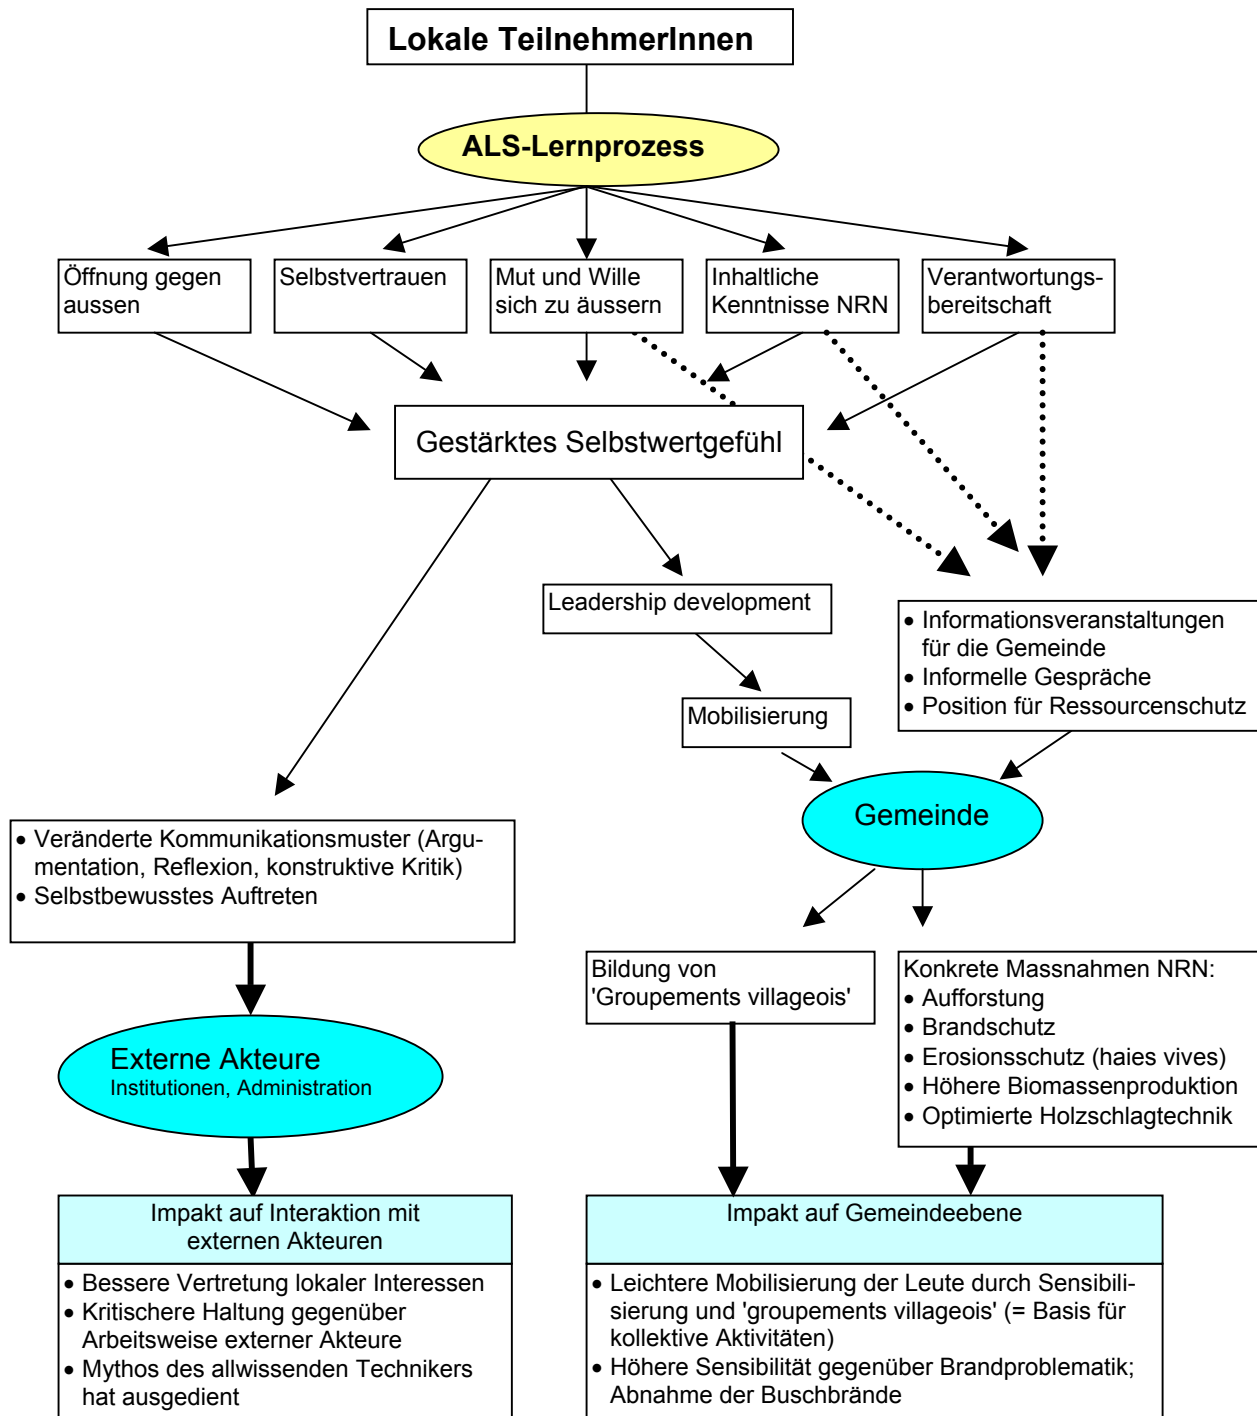 Lokale TeilnehmerInnen
ALS-Lernprozess
Öffnung gegen
aussen
Selbstvertrauen
Mut und Wille
sich zu äussern
Inhaltliche
Kenntnisse NRN
Verantwortungs-
bereitschaft
Gestärktes Selbstwertgefühl
Leadership development
• Informationsveranstaltungen
für die Gemeinde
• Informelle Gespräche
• Position für Ressourcenschutz
Mobilisierung
Gemeinde
• Veränderte Kommunikationsmuster (Argu-
mentation, Reflexion, konstruktive Kritik)
• Selbstbewusstes Auftreten
Bildung von
'Groupements villageois'
Konkrete Massnahmen NRN:
• Aufforstung
• Brandschutz
• Erosionsschutz (haies vives)
• Höhere Biomassenproduktion
• Optimierte Holzschlagtechnik
Externe Akteure
Institutionen, Administration
Impakt auf Interaktion mit
externen Akteuren
• Bessere Vertretung lokaler Interessen
• Kritischere Haltung gegenüber
Arbeitsweise externer Akteure
• Mythos des allwissenden Technikers
hat ausgedient
Impakt auf Gemeindeebene
• Leichtere Mobilisierung der Leute durch Sensibili-
sierung und 'groupements villageois' (= Basis für
kollektive Aktivitäten)
• Höhere Sensibilität gegenüber Brandproblematik;
Abnahme der Buschbrände